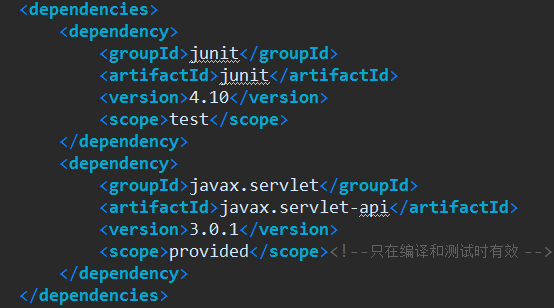 <dependencies>
<dependency>
<groupId>junit</groupId>
<artifactId>junit</artifactId>
<version>4.10</version>
<scope>test</scope>
</dependency>
<dependency>
<groupId>javax.servlet</groupId>
<artifactId>javax.servlet-api</artifactId>
<version>3.0.1</version>
<scope>provided</scope><!--只在编译和测试时有效 -->
</dependency>
</dependencies>